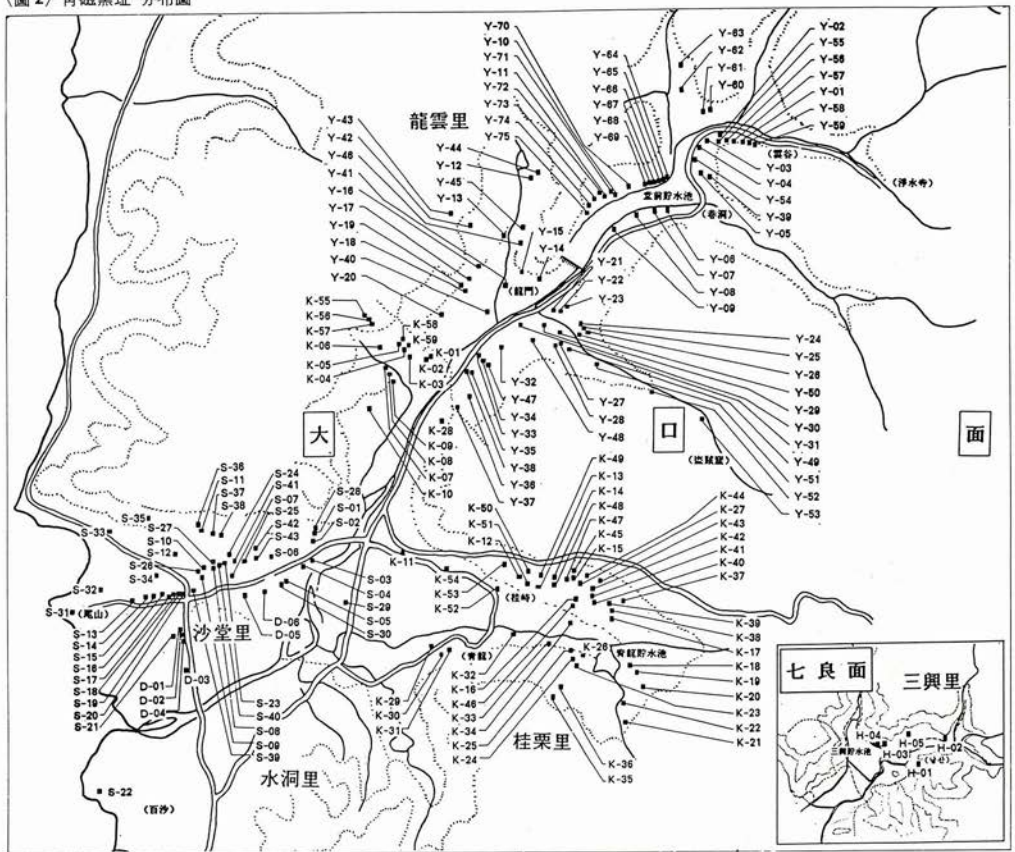 〈圖 2〉 靑磁窯址 分布圖
Y-70
Y-10
Y-71
Y-11
Y-72
Y-73
Y-74
Y-75
Y-64
Y-65
Y-66
Y-67
Y-68
Y-69
Y-63
Y-62
Y-61
Y-60
Y-02
Y-55
Y-56
Y-57
Y-01
Y-58
Y-59
龍雲里
(雲谷)
(淨水寺)
Y-43
Y-42
Y-46
Y-41
Y-16
Y-17
Y-19
Y-18
Y-40
Y-20
Y-44
Y-12
Y-45
Y-13
Y-15
Y-14
堂前貯水池
Y-03
Y-04
Y-54
Y-39
Y-05
Y-06
Y-07
Y-08
Y-09
(龍門)
Y-21
Y-22
Y-23
K-55
K-56
K-57
K-06
K-05
K-04
K-58
K-59
K-01
K-02
K-03
Y-24
Y-25
Y-26
Y-50
Y-29
Y-30
Y-31
Y-49
Y-51
Y-52
Y-53
Y-32
Y-47
Y-34
Y-33
Y-35
Y-38
Y-36
Y-37
Y-27
Y-28
Y-48
大
口
面
K-28
K-09
K-08
K-07
K-10
S-36
S-11
S-37
S-38
S-24
S-41
S-07
S-25
S-42
S-43
S-28
S-01
S-02
S-06
S-35
S-33
S-27
S-10
S-12
S-26
S-34
S-32
S-31
(尾山)
K-49
K-13
K-14
K-48
K-47
K-45
K-15
K-50
K-51
K-12
K-44
K-27
K-43
K-42
K-41
K-40
K-37
K-11
K-54
K-53
K-52
(桂峙)
S-03
S-04
S-29
S-05
S-30
D-06
D-05
沙堂里
S-13
S-14
S-15
S-16
S-17
S-18
S-19
S-20
S-21
D-01
D-02
D-04
D-03
S-23
S-40
S-08
S-09
S-39
K-39
K-38
K-17
K-18
K-19
K-20
K-23
K-22
K-21
K-26
靑龍貯水池
(靑龍)
K-29
K-30
K-31
K-32
K-16
K-46
K-33
K-34
K-25
K-24
K-36
K-35
桂栗里
水洞里
S-22
(百沙)
七良面
三興里
H-04
H-05
H-02
H-03
H-01
三興貯水池